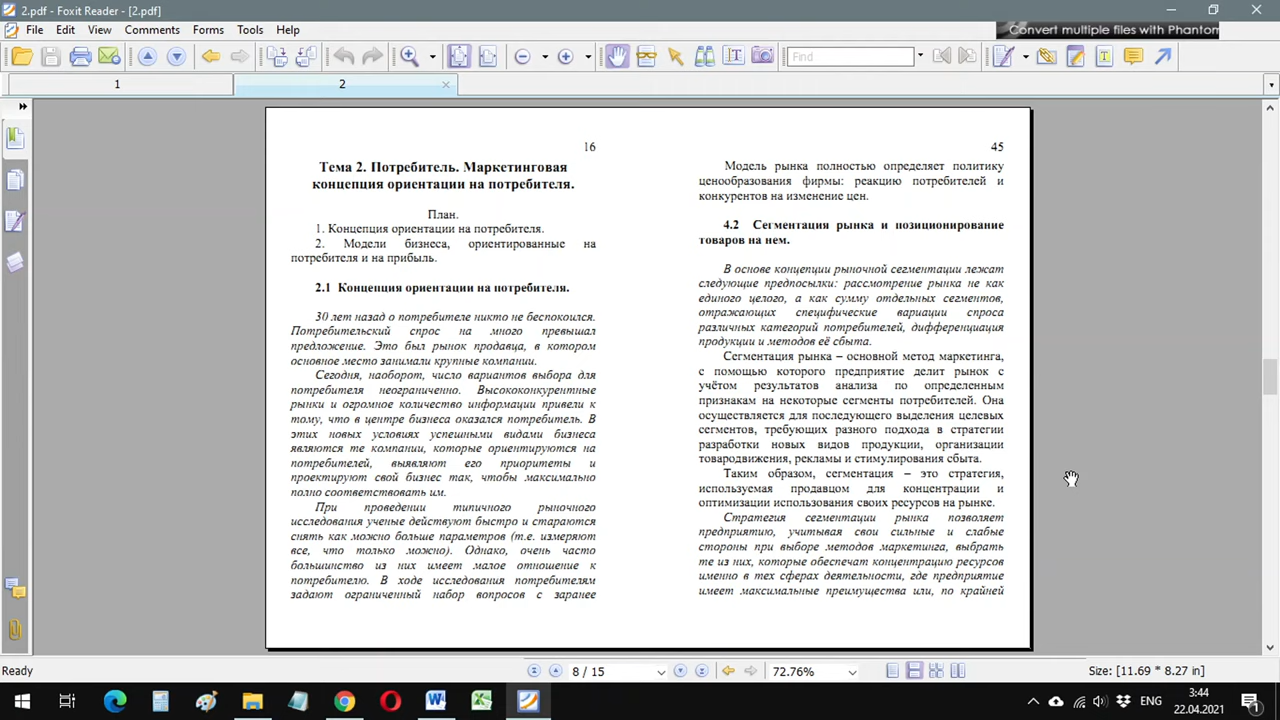 2.pdf - Foxit Reader - [2.pdf]
File Edit View Comments Forms Tools Help
Convert multiple files with Phantom
Find
1
2
16
Тема 2. Потребитель. Маркетинговая
концепция ориентации на потребителя.
План.
1. Концепция ориентации на потребителя.
2. Модели бизнеса, ориентированные на
потребителя и на прибыль.
2.1 Концепция ориентации на потребителя.
30 лет назад о потребителе никто не беспокоился.
Потребительский спрос на много превышал
предложение. Это был рынок продавца, в котором
основное место занимали крупные компании.
Сегодня, наоборот, число вариантов выбора для
потребителя неограниченно. Высококонкурентные
рынки и огромное количество информации привели к
тому, что в центре бизнеса оказался потребитель. В
этих новых условиях успешными видами бизнеса
являются те компании, которые ориентируются на
потребителей, выявляют его приоритеты и
проектируют свой бизнес так, чтобы максимально
полно соответствовать им.
При проведении типичного рыночного
исследования ученые действуют быстро и стараются
снять как можно больше параметров (т.е. измеряют
все, что только можно). Однако, очень часто
большинство из них имеет малое отношение к
потребителю. В ходе исследования потребителям
задают ограниченный набор вопросов с заранее
45
Модель рынка полностью определяет политику
ценообразования фирмы: реакцию потребителей и
конкурентов на изменение цен.
4.2 Сегментация рынка и позиционирование
товаров на нем.
В основе концепции рыночной сегментации лежат
следующие предпосылки: рассмотрение рынка не как
единого целого, а как сумму отдельных сегментов,
отражающих специфические вариации спроса
различных категорий потребителей, дифференциация
продукции и методов её сбыта.
Сегментация рынка – основной метод маркетинга,
с помощью которого предприятие делит рынок с
учётом результатов анализа по определенным
признакам на некоторые сегменты потребителей. Она
осуществляется для последующего выделения целевых
сегментов, требующих разного подхода в стратегии
разработки новых видов продукции, организации
товародвижения, рекламы и стимулирования сбыта.
Таким образом, сегментация – это стратегия,
используемая продавцом для концентрации и
оптимизации использования своих ресурсов на рынке.
Стратегия сегментации рынка позволяет
предприятию, учитывая свои сильные и слабые
стороны при выборе методов маркетинга, выбрать
те из них, которые обеспечат концентрацию ресурсов
именно в тех сферах деятельности, где предприятие
имеет максимальные преимущества или, по крайней
Ready
8 / 15
72.76%
Size: [11.69 * 8.27 in]
ENG
3:44
22.04.2021